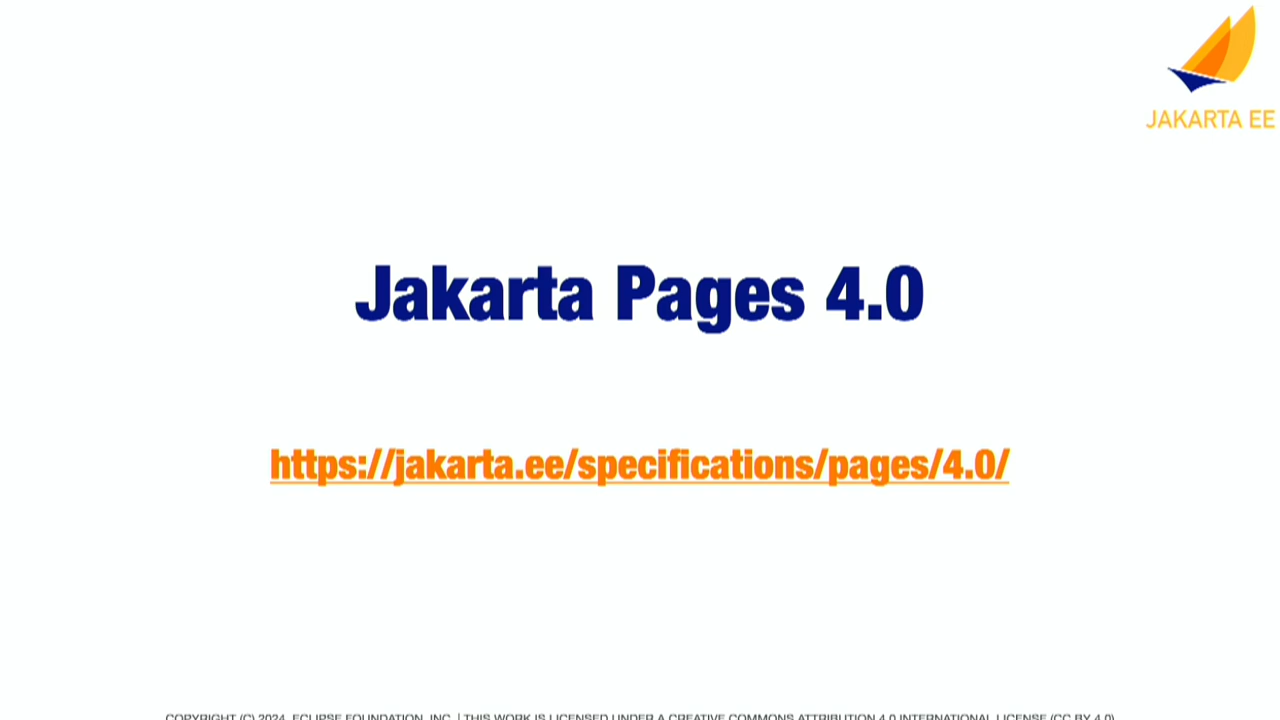 JAKARTA EE
Jakarta Pages 4.0
https://jakarta.ee/specifications/pages/4.0/
COPYRIGHT (C) 2024, ECLIPSE FOUNDATION, INC. | THIS WORK IS LICENSED UNDER A CREATIVE COMMONS ATTRIBUTION 4.0 INTERNATIONAL LICENSE (CC BY 4.0)